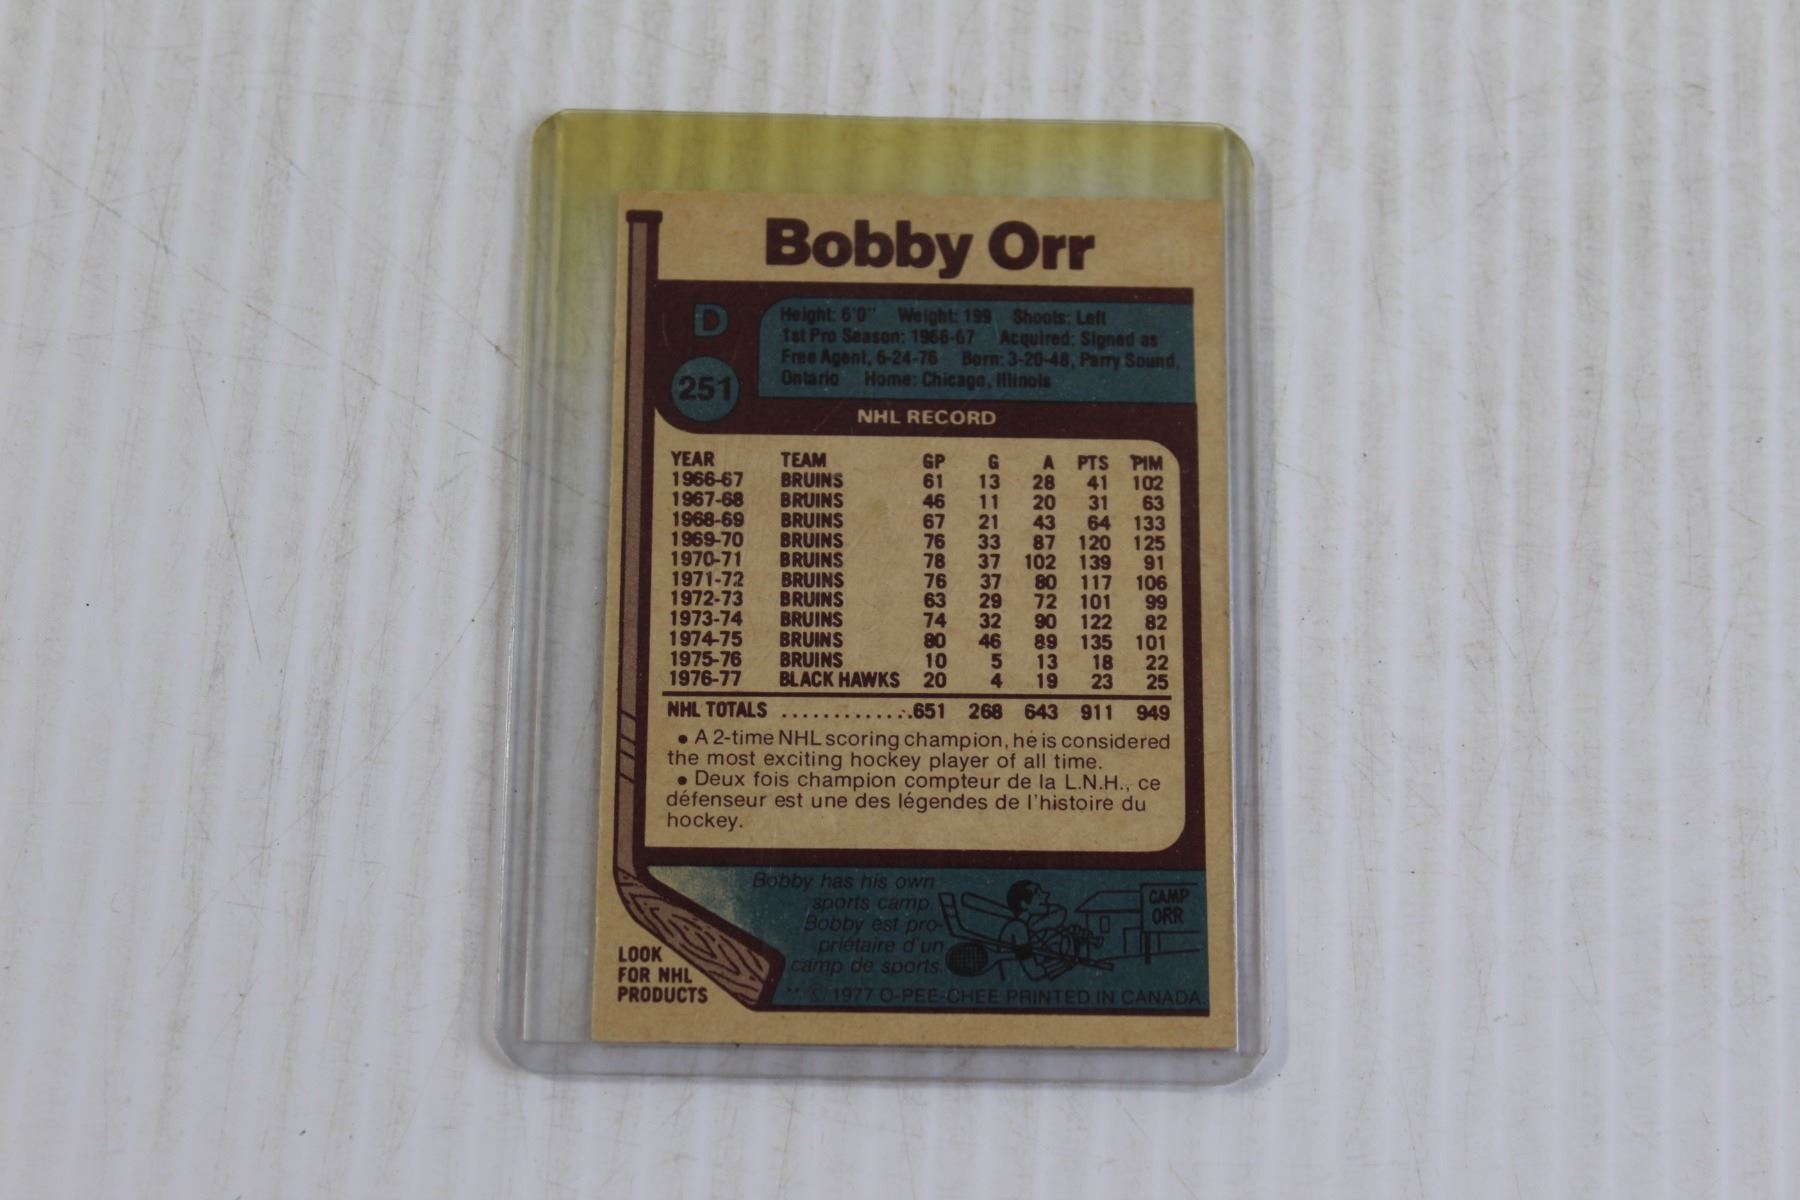 Bobby Orr
D
251
Height: 6'0" Weight: 199 Shoots: Left
1st Pro Season: 1966-67 Acquired: Signed as
Free Agent, 6-24-76 Born: 3-20-48, Parry Sound,
Ontario Home: Chicago, Illinois
NHL RECORD
YEAR TEAM GP G A PTS PIM
1966-67 BRUINS 61 13 28 41 102
1967-68 BRUINS 46 11 20 31 63
1968-69 BRUINS 67 21 43 64 133
1969-70 BRUINS 76 33 87 120 125
1970-71 BRUINS 78 37 102 139 91
1971-72 BRUINS 76 37 80 117 106
1972-73 BRUINS 63 29 72 101 99
1973-74 BRUINS 74 32 90 122 82
1974-75 BRUINS 80 46 89 135 101
1975-76 BRUINS 10 5 13 18 22
1976-77 BLACK HAWKS 20 4 19 23 25
NHL TOTALS .............651 268 643 911 949
• A 2-time NHL scoring champion, he is considered
the most exciting hockey player of all time.
• Deux fois champion compteur de la L.N.H., ce
défenseur est une des légendes de l'histoire du
hockey.
Bobby has his own
sports camp.
Bobby est pro-
priétaire d'un
camp de sports.
CAMP
ORR
LOOK
FOR NHL
PRODUCTS
** © 1977 O-PEE-CHEE PRINTED IN CANADA